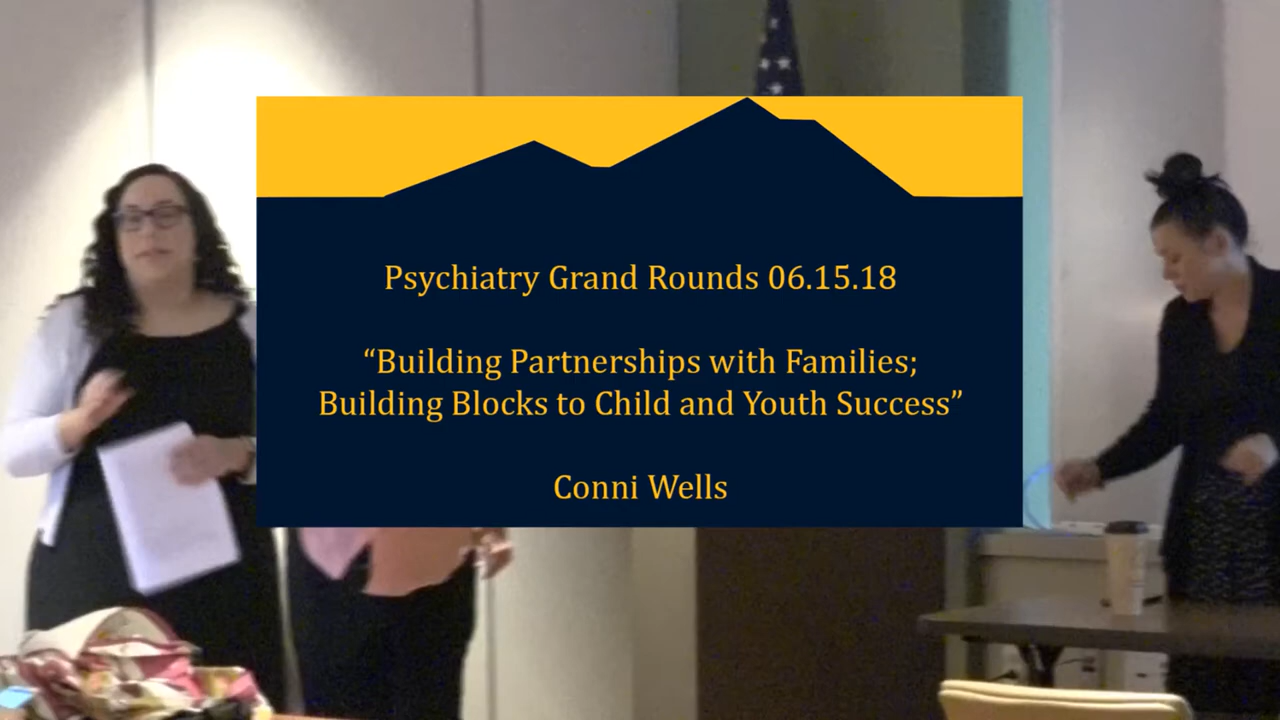 Psychiatry Grand Rounds 06.15.18
“Building Partnerships with Families;
Building Blocks to Child and Youth Success”
Conni Wells